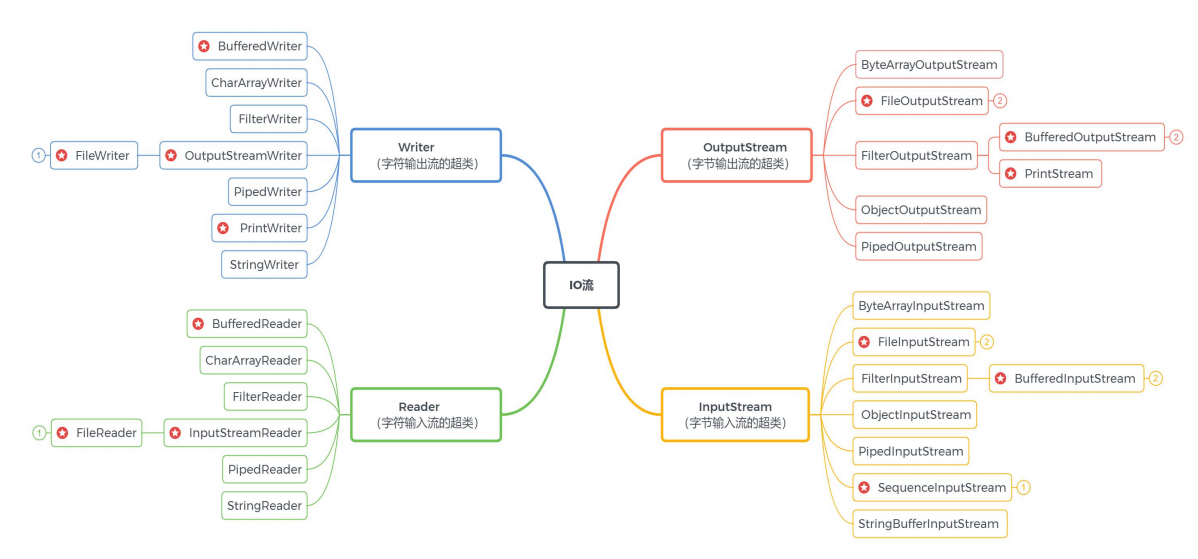 BufferedWriter
CharArrayWriter
FilterWriter
1
FileWriter
OutputStreamWriter
PipedWriter
PrintWriter
StringWriter
Writer
(字符输出流的超类)
OutputStream
(字节输出流的超类)
ByteArrayOutputStream
FileOutputStream
2
FilterOutputStream
BufferedOutputStream
2
PrintStream
ObjectOutputStream
PipedOutputStream
IO流
BufferedReader
CharArrayReader
FilterReader
1
FileReader
InputStreamReader
PipedReader
StringReader
Reader
(字符输入流的超类)
InputStream
(字节输入流的超类)
ByteArrayInputStream
FileInputStream
2
FilterInputStream
BufferedInputStream
2
ObjectInputStream
PipedInputStream
SequenceInputStream
1
StringBufferInputStream